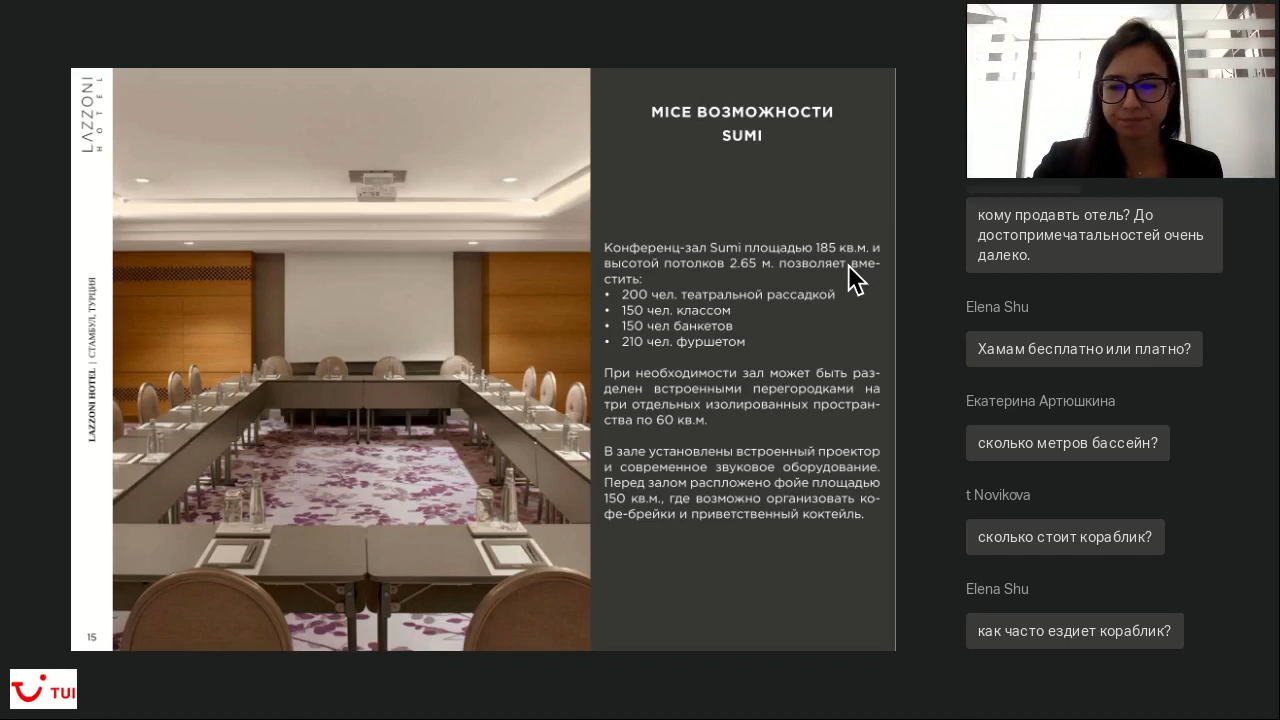 LAZZONI
HOTEL
LAZZONI HOTEL | СТАМБУЛ, ТУРЦИЯ
15
MICE ВОЗМОЖНОСТИ
SUMI
Конференц-зал Sumi площадью 185 кв.м. и
высотой потолков 2.65 м. позволяет вме-
стить:
• 200 чел. театральной рассадкой
• 150 чел. классом
• 150 чел банкетов
• 210 чел. фуршетом
При необходимости зал может быть раз-
делен встроенными перегородками на
три отдельных изолированных простран-
ства по 60 кв.м.
В зале установлены встроенный проектор
и современное звуковое оборудование.
Перед залом распложено фойе площадью
150 кв.м., где возможно организовать ко-
фе-брейки и приветственный коктейль.
TUI
кому продавть отель? До
достопримечатальностей очень
далеко.
Elena Shu
Хамам бесплатно или платно?
Екатерина Артюшкина
сколько метров бассейн?
t Novikova
сколько стоит кораблик?
Elena Shu
как часто ездиет кораблик?